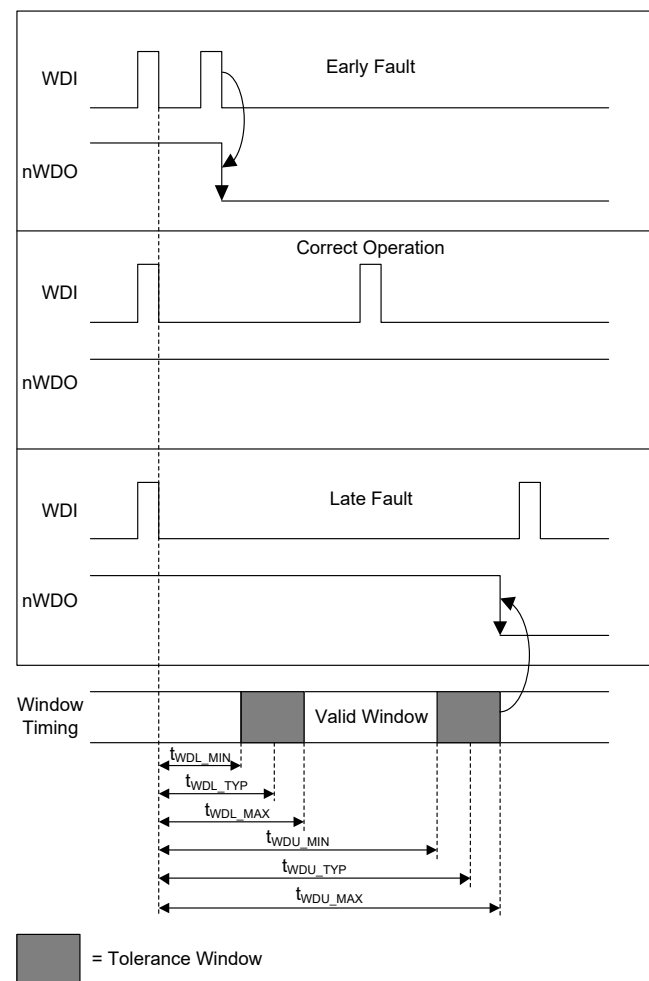 Early Fault
WDI
nWDO
Correct Operation
WDI
nWDO
Late Fault
WDI
nWDO
Window
Timing
Valid Window
tWDL_MIN
tWDL_TYP
tWDL_MAX
tWDU_MIN
tWDU_TYP
tWDU_MAX
= Tolerance Window